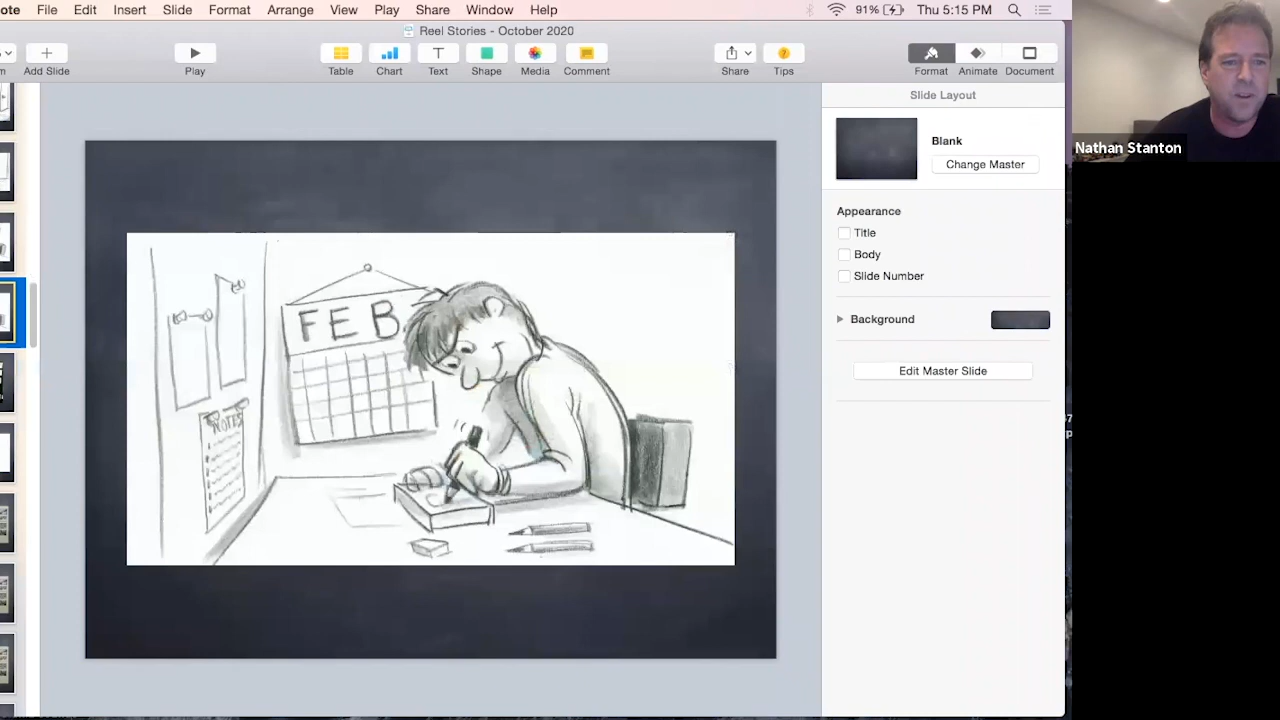 ote File Edit Insert Slide Format Arrange View Play Share Window Help 91% Thu 5:15 PM
Reel Stories - October 2020
Add Slide Play Table Chart Text Shape Media Comment Share Tips Format Animate Document
Slide Layout
Blank
Change Master
Nathan Stanton
Appearance
Title
Body
Slide Number
Background
Edit Master Slide
FEB
NOTES